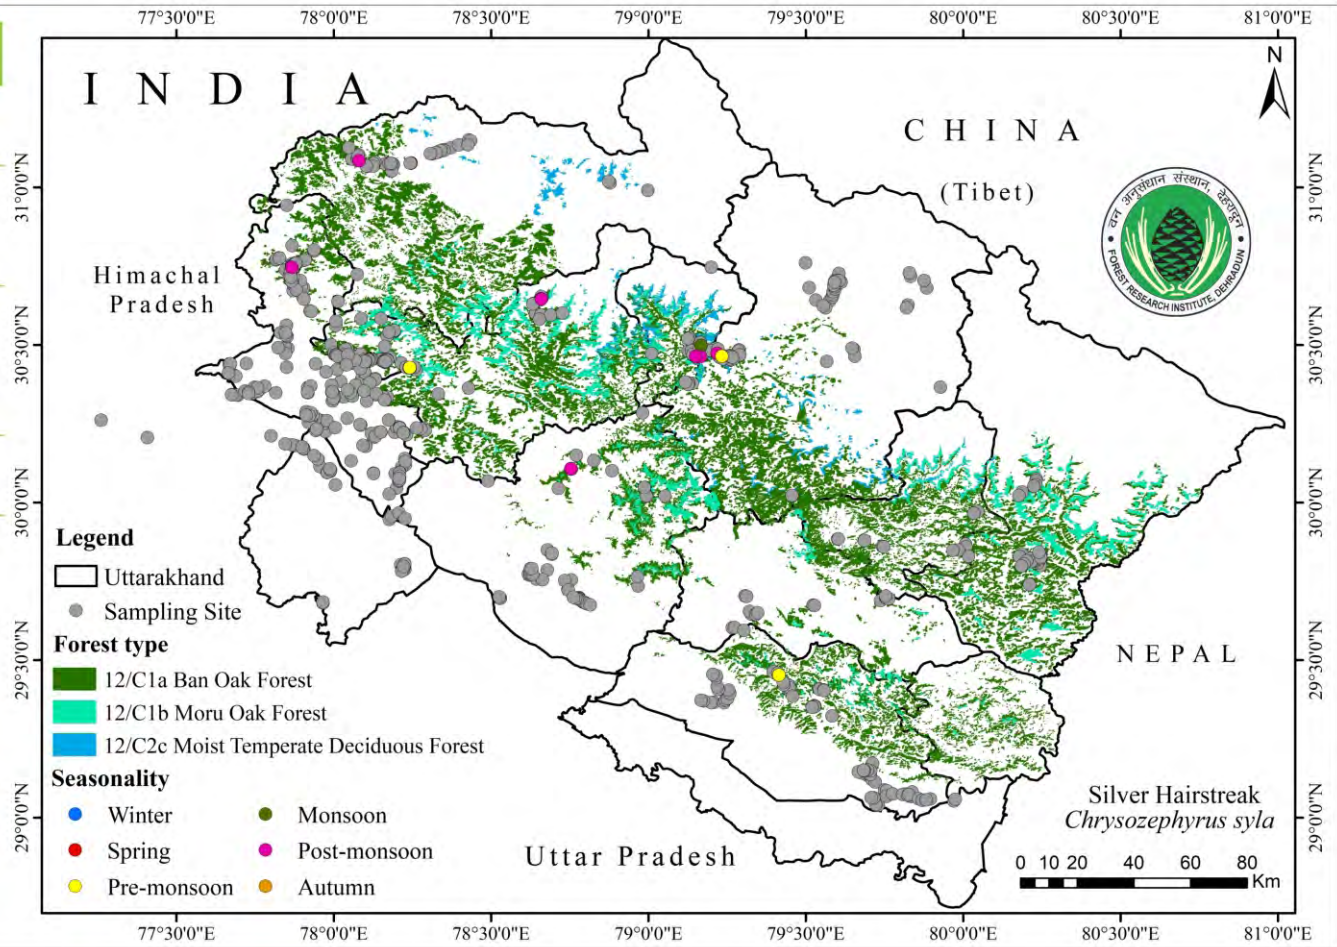 77°30'0"E 78°0'0"E 78°30'0"E 79°0'0"E 79°30'0"E 80°0'0"E 80°30'0"E 81°0'0"E
INDIA
N
CHINA
(Tibet)
वन अनुसंधान संस्थान, देहरादून
FOREST RESEARCH INSTITUTE, DEHRADUN
Himachal
Pradesh
31°0'0"N
30°30'0"N
30°0'0"N
29°30'0"N
29°0'0"N
31°0'0"N
30°30'0"N
30°0'0"N
29°30'0"N
29°0'0"N
NEPAL
Uttar Pradesh
Legend
Uttarakhand
Sampling Site
Forest type
12/C1a Ban Oak Forest
12/C1b Moru Oak Forest
12/C2c Moist Temperate Deciduous Forest
Seasonality
Winter Monsoon
Spring Post-monsoon
Pre-monsoon Autumn
Silver Hairstreak
Chrysozephyrus syla
0 10 20 40 60 80
Km
77°30'0"E 78°0'0"E 78°30'0"E 79°0'0"E 79°30'0"E 80°0'0"E 80°30'0"E 81°0'0"E